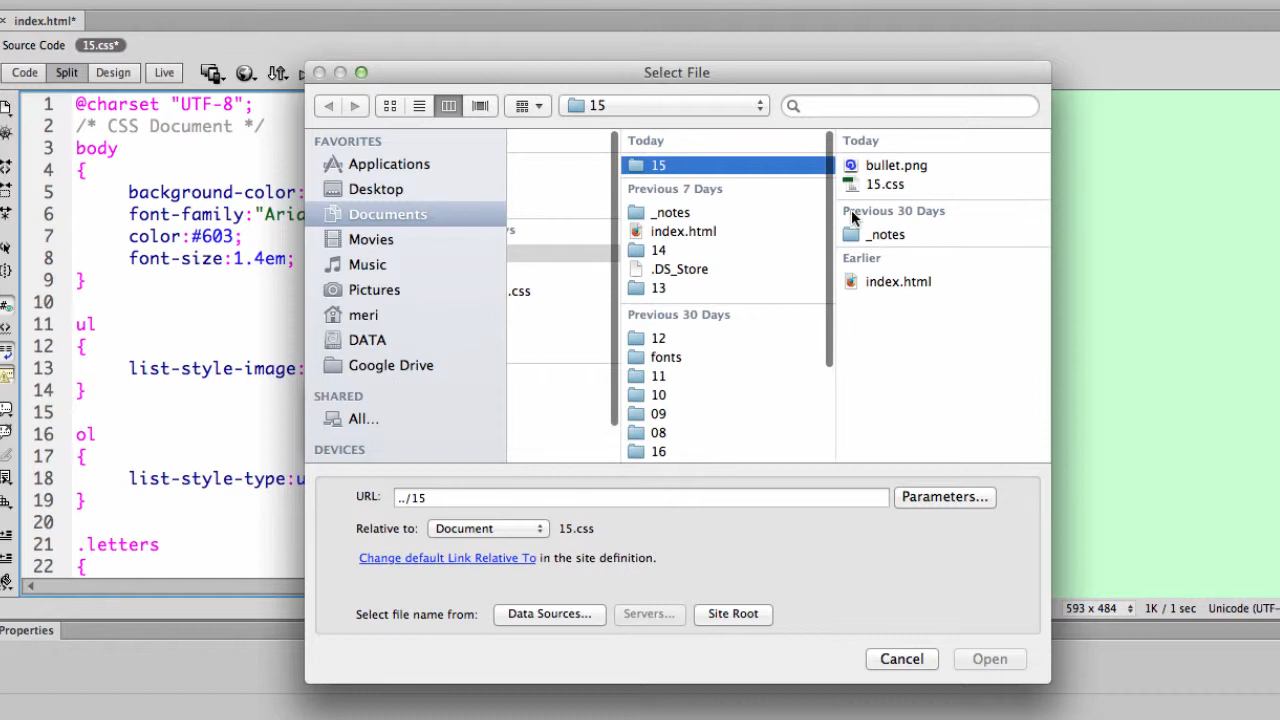 index.html*
Source Code 15.css*
Code Split Design Live
1 @charset "UTF-8";
2 /* CSS Document */
3 body
4 {
5 background-color:
6 font-family:"Aria
7 color:#603;
8 font-size:1.4em;
9 }
10
11 ul
12 {
13 list-style-image:
14 }
15
16 ol
17 {
18 list-style-type:u
19 }
20
21 .letters
22 {
Properties
Select File
15
FAVORITES
Applications
Desktop
Documents
Movies
Music
Pictures
meri
DATA
Google Drive
SHARED
All...
DEVICES
.css
Today
15
Previous 7 Days
_notes
index.html
14
.DS_Store
13
Previous 30 Days
12
fonts
11
10
09
08
16
Today
bullet.png
15.css
Previous 30 Days
_notes
Earlier
index.html
URL: ../15 Parameters...
Relative to: Document 15.css
Change default Link Relative To in the site definition.
Select file name from: Data Sources... Servers... Site Root
Cancel Open
593 x 484 1K / 1 sec Unicode (UTF-